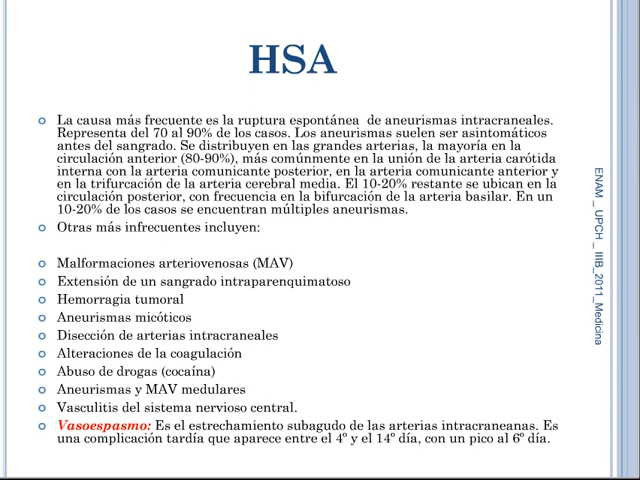 HSA
La causa más frecuente es la ruptura espontánea de aneurismas intracraneales.
Representa del 70 al 90% de los casos. Los aneurismas suelen ser asintomáticos
antes del sangrado. Se distribuyen en las grandes arterias, la mayoría en la
circulación anterior (80-90%), más comúnmente en la unión de la arteria carótida
interna con la arteria comunicante posterior, en la arteria comunicante anterior y
en la trifurcación de la arteria cerebral media. El 10-20% restante se ubican en la
circulación posterior, con frecuencia en la bifurcación de la arteria basilar. En un
10-20% de los casos se encuentran múltiples aneurismas.
Otras más infrecuentes incluyen:
Malformaciones arteriovenosas (MAV)
Extensión de un sangrado intraparenquimatoso
Hemorragia tumoral
Aneurismas micóticos
Disección de arterias intracraneales
Alteraciones de la coagulación
Abuso de drogas (cocaína)
Aneurismas y MAV medulares
Vasculitis del sistema nervioso central.
Vasoespasmo: Es el estrechamiento subagudo de las arterias intracraneanas. Es
una complicación tardía que aparece entre el 4º y el 14º día, con un pico al 6º día.
ENAM _ UPCH _ IIIB_2011_Medicina